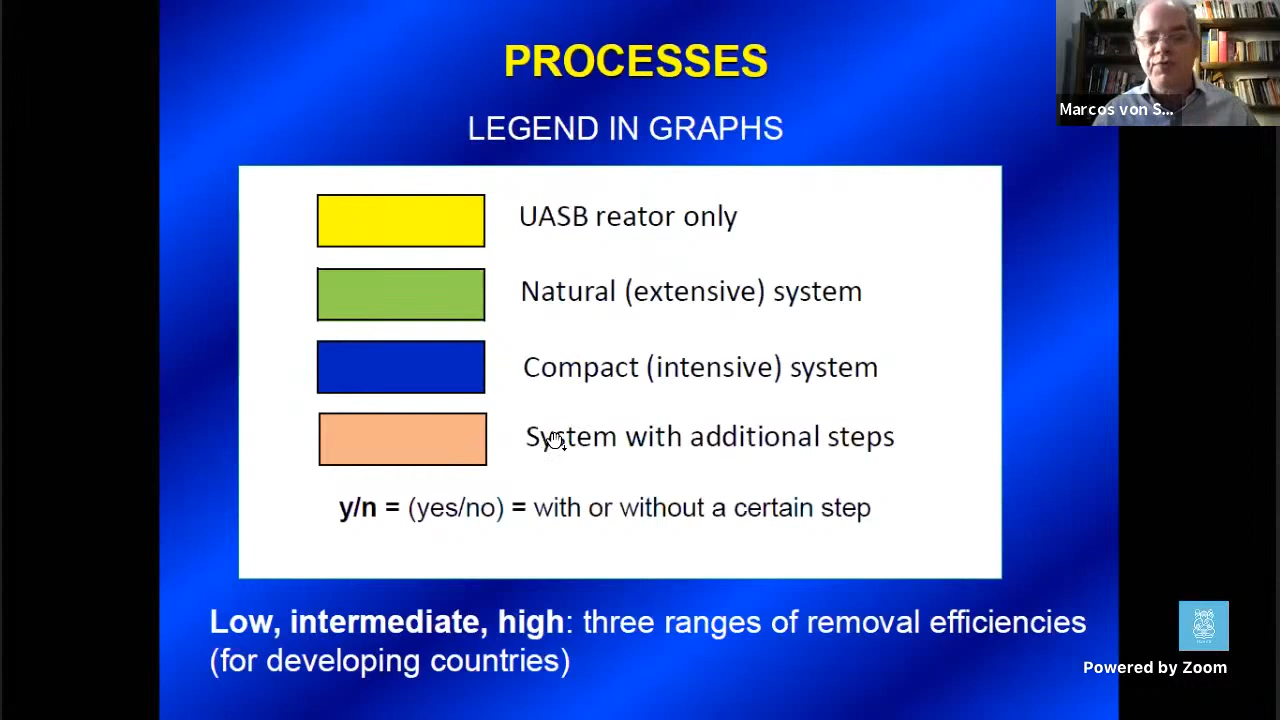 PROCESSES
LEGEND IN GRAPHS
UASB reator only
Natural (extensive) system
Compact (intensive) system
System with additional steps
y/n = (yes/no) = with or without a certain step
Low, intermediate, high: three ranges of removal efficiencies
(for developing countries)
Marcos von S...
Powered by Zoom